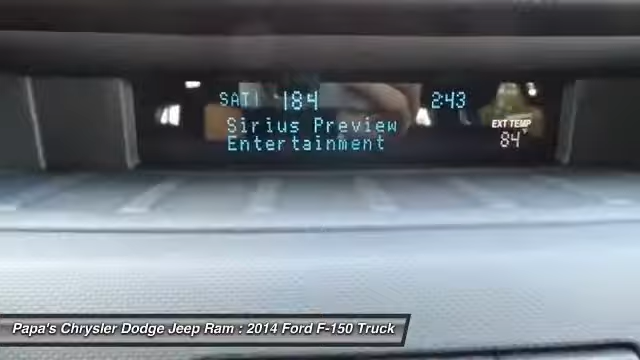 SAT1 184 2:43
Sirius Preview
Entertainment
EXT TEMP
84°
Papa's Chrysler Dodge Jeep Ram : 2014 Ford F-150 Truck